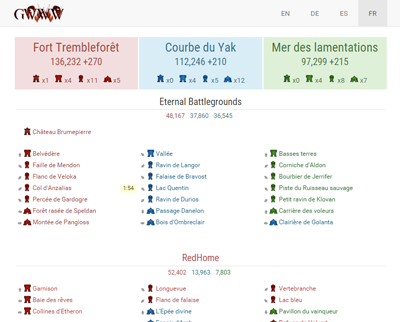 GWWW EN DE ES FR
Fort Trembleforêt Courbe du Yak Mer des lamentations
136,232 +270 112,246 +210 97,299 +215
x1 x4 x11 x5 x0 x4 x5 x12 x0 x4 x8 x7
Eternal Battlegrounds
48,167 37,860 36,545
Château Brumepierre
Belvédère Vallée Basses terres
Faille de Mendon Ravin de Langor Corniche d'Aldon
Flanc de Veloka Falaise de Bravost Bourbier de Jerrifer
Col d'Anzalias 1:54 Lac Quentin Piste du Ruisseau sauvage
Percée de Gardogre Ravin de Durios Petit ravin de Klovan
Forêt rasée de Speldan Passage Danelon Carrière des voleurs
Montée de Pangloss Bois d'Ombreclair Clairière de Golanta
RedHome
52,402 13,963 7,803
Garnison Longuevue Vertebranche
Baie des rêves Flanc de falaise Lac bleu
Collines d'Etheron L'Epée divine Pavillon du vainqueur